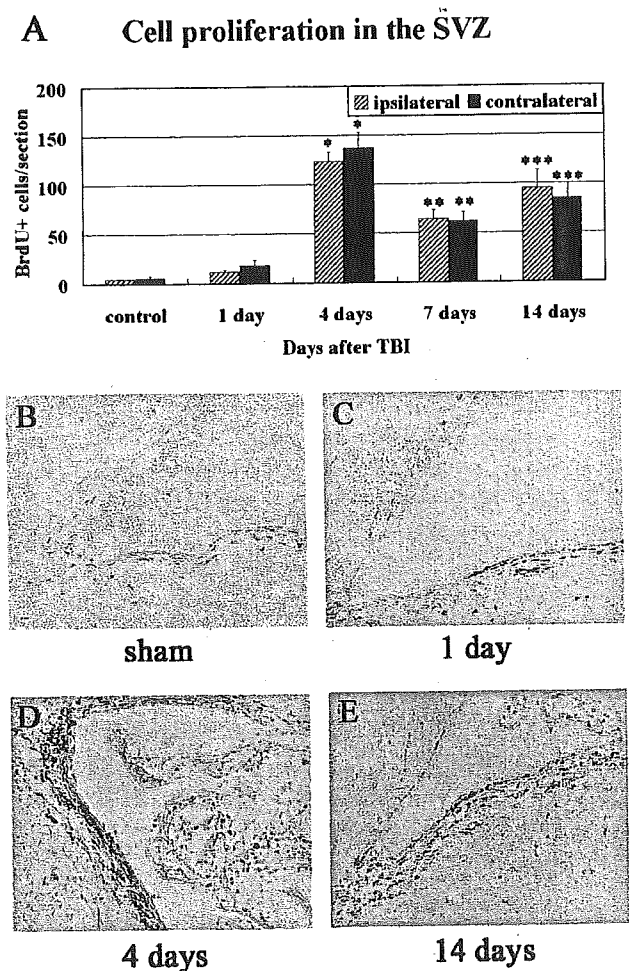 A Cell proliferation in the SVZ
BrdU+ cells/section
200
150
100
50
0
ipsilateral contralateral
* * ** ** *** ***
control 1 day 4 days 7 days 14 days
Days after TBI
B C
sham 1 day
D E
4 days 14 days